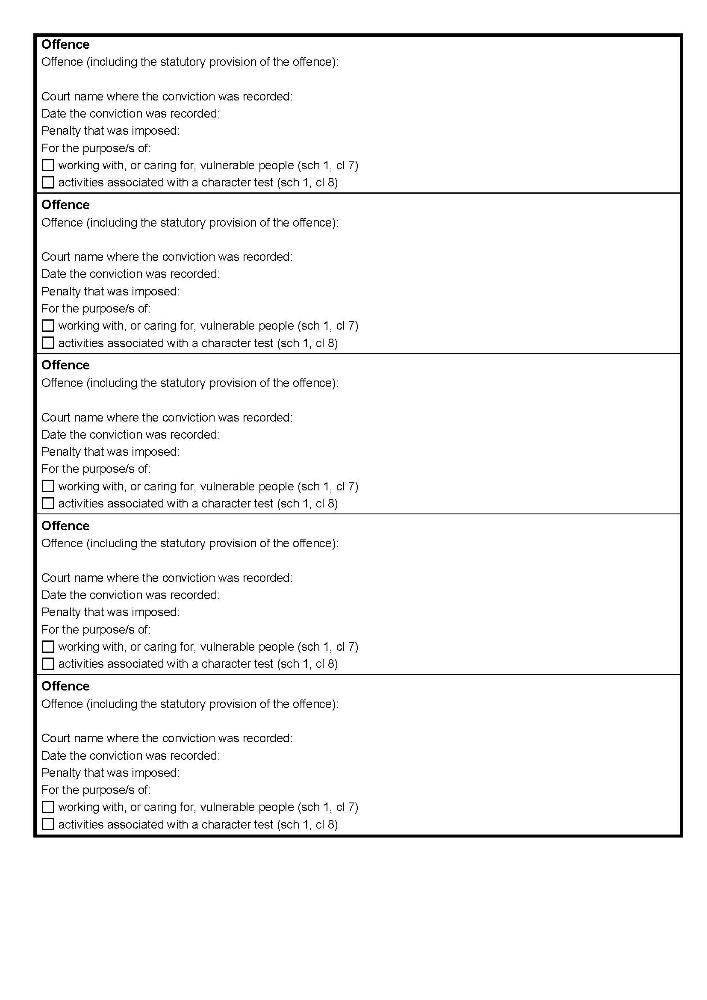 Offence
Offence (including the statutory provision of the offence):
Court name where the conviction was recorded:
Date the conviction was recorded:
Penalty that was imposed:
For the purpose/s of:
working with, or caring for, vulnerable people (sch 1, cl 7)
activities associated with a character test (sch 1, cl 8)
Offence
Offence (including the statutory provision of the offence):
Court name where the conviction was recorded:
Date the conviction was recorded:
Penalty that was imposed:
For the purpose/s of:
working with, or caring for, vulnerable people (sch 1, cl 7)
activities associated with a character test (sch 1, cl 8)
Offence
Offence (including the statutory provision of the offence):
Court name where the conviction was recorded:
Date the conviction was recorded:
Penalty that was imposed:
For the purpose/s of:
working with, or caring for, vulnerable people (sch 1, cl 7)
activities associated with a character test (sch 1, cl 8)
Offence
Offence (including the statutory provision of the offence):
Court name where the conviction was recorded:
Date the conviction was recorded:
Penalty that was imposed:
For the purpose/s of:
working with, or caring for, vulnerable people (sch 1, cl 7)
activities associated with a character test (sch 1, cl 8)
Offence
Offence (including the statutory provision of the offence):
Court name where the conviction was recorded:
Date the conviction was recorded:
Penalty that was imposed:
For the purpose/s of:
working with, or caring for, vulnerable people (sch 1, cl 7)
activities associated with a character test (sch 1, cl 8)